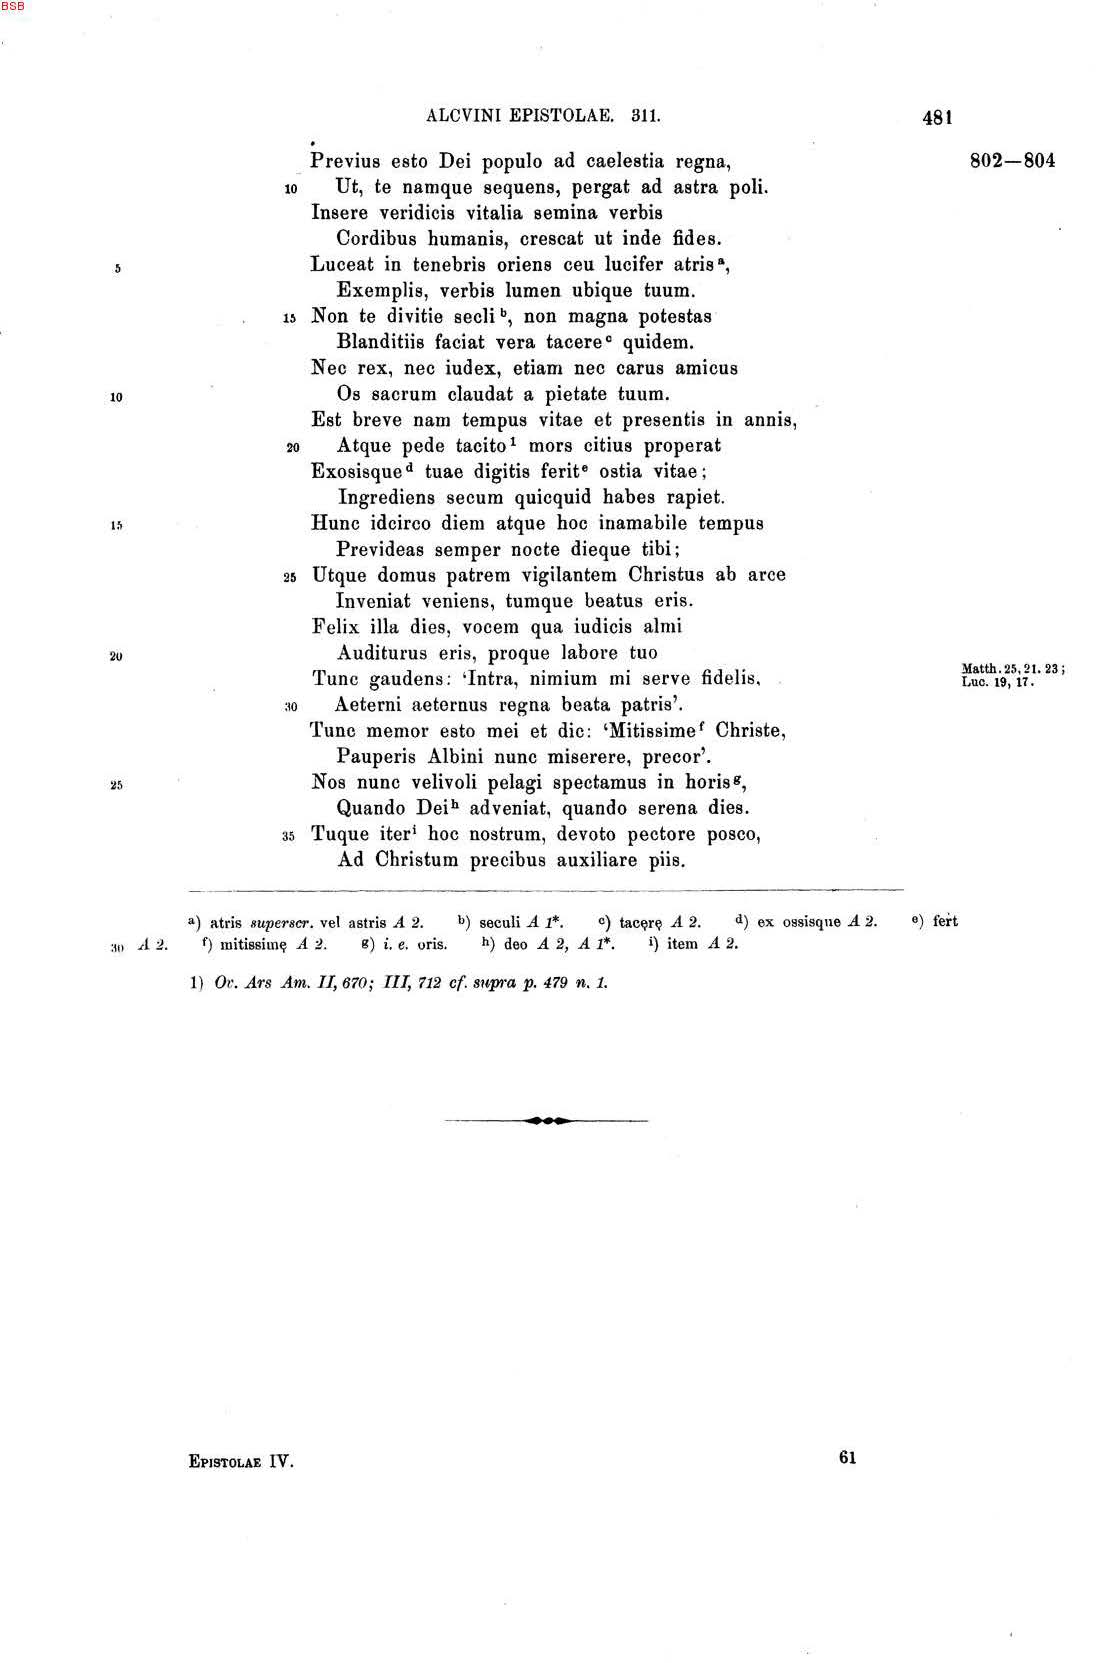 BSB
ALCVINI EPISTOLAE. 311. 481
Previus esto Dei populo ad caelestia regna, 802—804
10 Ut, te namque sequens, pergat ad astra poli.
Insere veridicis vitalia semina verbis
Cordibus humanis, crescat ut inde fides.
5 Luceat in tenebris oriens ceu lucifer atris a,
Exemplis, verbis lumen ubique tuum.
15 Non te divitie secli b, non magna potestas
Blanditiis faciat vera tacere c quidem.
Nec rex, nec iudex, etiam nec carus amicus
10 Os sacrum claudat a pietate tuum.
Est breve nam tempus vitae et presentis in annis,
20 Atque pede tacito 1 mors citius properat
Exosisque d tuae digitis ferit e ostia vitae;
Ingrediens secum quicquid habes rapiet.
15 Hunc idcirco diem atque hoc inamabile tempus
Prevideas semper nocte dieque tibi;
25 Utque domus patrem vigilantem Christus ab arce
Inveniat veniens, tumque beatus eris.
Felix illa dies, vocem qua iudicis almi
20 Auditurus eris, proque labore tuo
Tunc gaudens: ‘Intra, nimium mi serve fidelis, Matth. 25, 21. 23;
Luc. 19, 17.
30 Aeterni aeternus regna beata patris’.
Tunc memor esto mei et dic: ‘Mitissime f Christe,
Pauperis Albini nunc miserere, precor’.
25 Nos nunc velivoli pelagi spectamus in horis g,
Quando Dei h adveniat, quando serena dies.
35 Tuque iter i hoc nostrum, devoto pectore posco,
Ad Christum precibus auxiliare piis.
a) atris superscr. vel astris A 2. b) seculi A 1*. c) tacęrę A 2. d) ex ossisque A 2. e) fert
30 A 2. f) mitissimę A 2. g) i. e. oris. h) deo A 2, A 1*. i) item A 2.
1) Ov. Ars Am. II, 670; III, 712 cf. supra p. 479 n. 1.
EPISTOLAE IV. 61